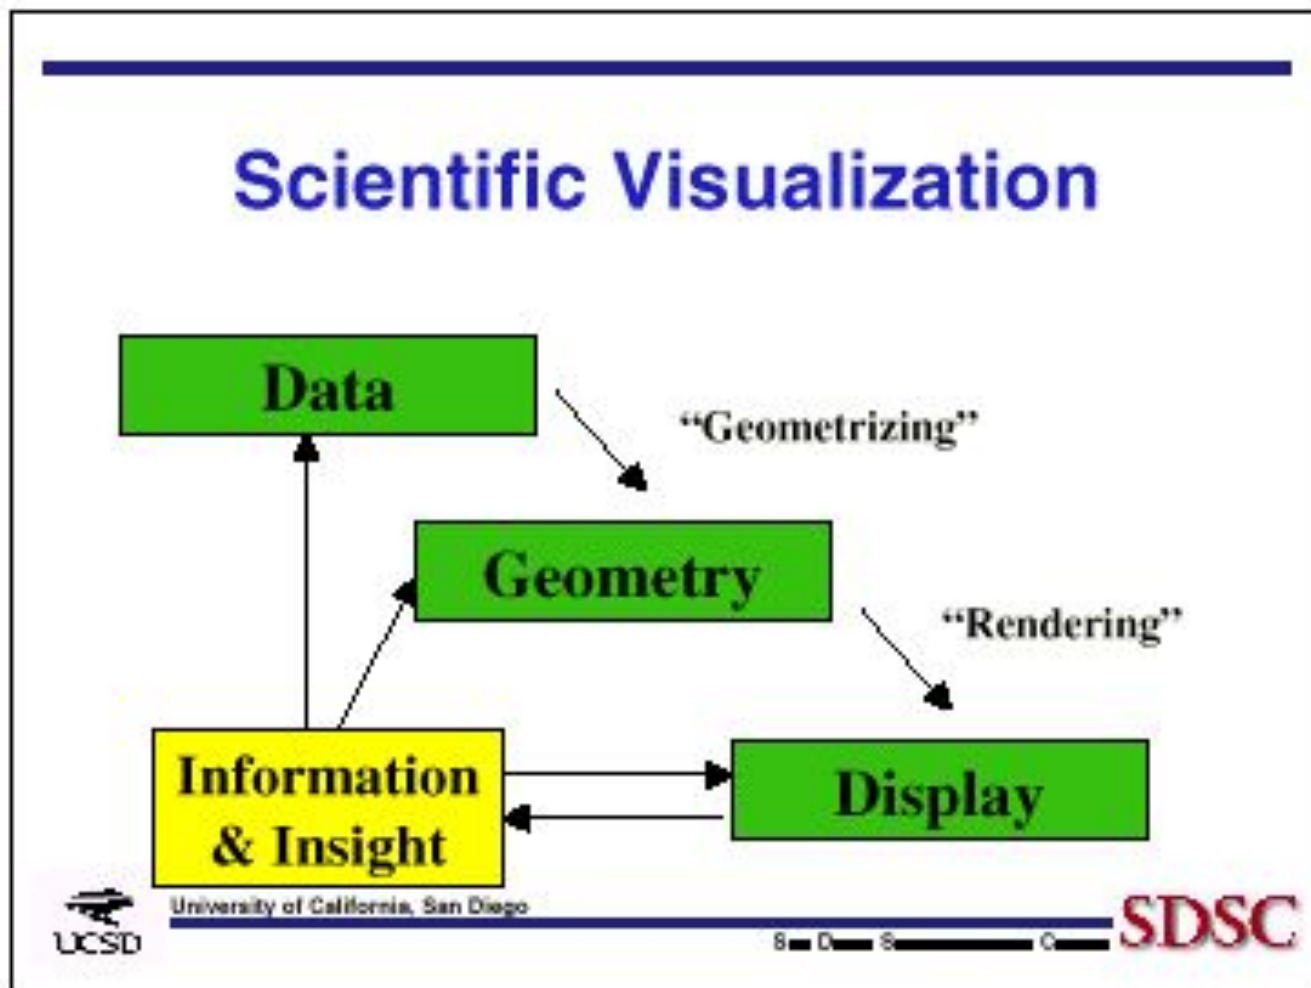 Scientific Visualization
Data
“Geometrizing”
Geometry
“Rendering”
Information
& Insight
Display
University of California, San Diego
UCSD
SDSC
S D S C